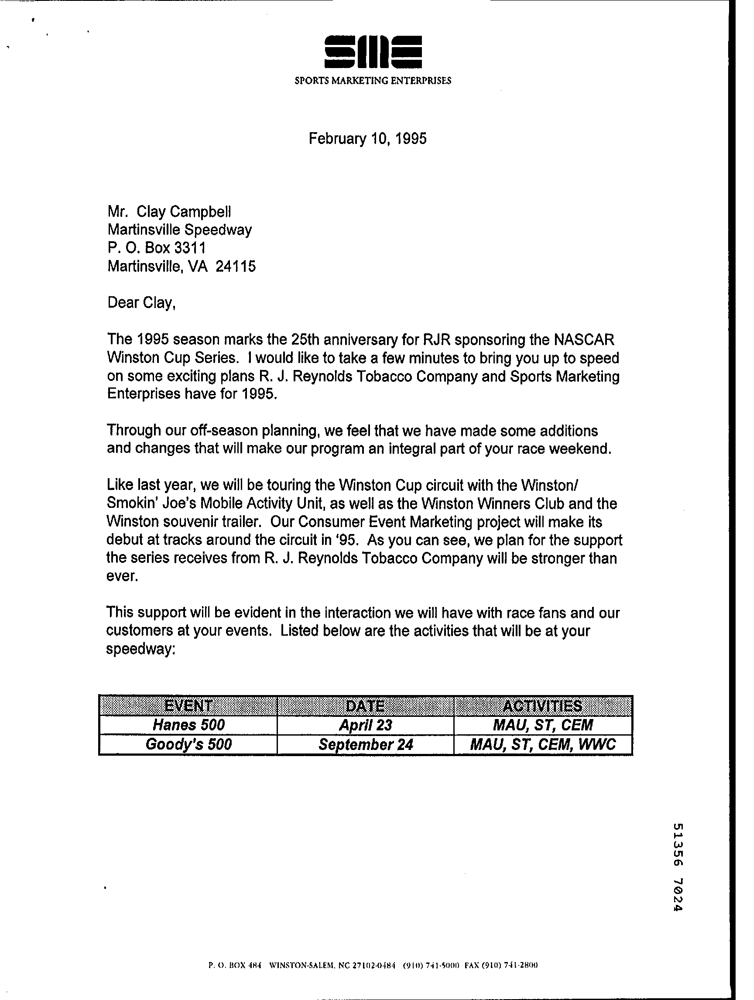 SME
SPORTS MARKETING ENTERPRISES
February 10, 1995
Mr. Clay Campbell
Martinsville Speedway
P. O. Box 3311
Martinsville, VA 24115
Dear Clay,
The 1995 season marks the 25th anniversary for RJR sponsoring the NASCAR
Winston Cup Series. I would like to take a few minutes to bring you up to speed
on some exciting plans R. J. Reynolds Tobacco Company and Sports Marketing
Enterprises have for 1995.
Through our off-season planning, we feel that we have made some additions
and changes that will make our program an integral part of your race weekend.
Like last year, we will be touring the Winston Cup circuit with the Winston/
Smokin' Joe's Mobile Activity Unit, as well as the Winston Winners Club and the
Winston souvenir trailer. Our Consumer Event Marketing project will make its
debut at tracks around the circuit in '95. As you can see, we plan for the support
the series receives from R. J. Reynolds Tobacco Company will be stronger than
ever.
This support will be evident in the interaction we will have with race fans and our
customers at your events. Listed below are the activities that will be at your
speedway:
EVENT DATE ACTIVITIES
Hanes 500 April 23 MAU, ST, CEM
Goody's 500 September 24 MAU, ST, CEM, WWC
51356 7024
P. O. BOX 484 WINSTON-SALEM, NC 27102-0484 (910) 741-5000 FAX (910) 741-2800